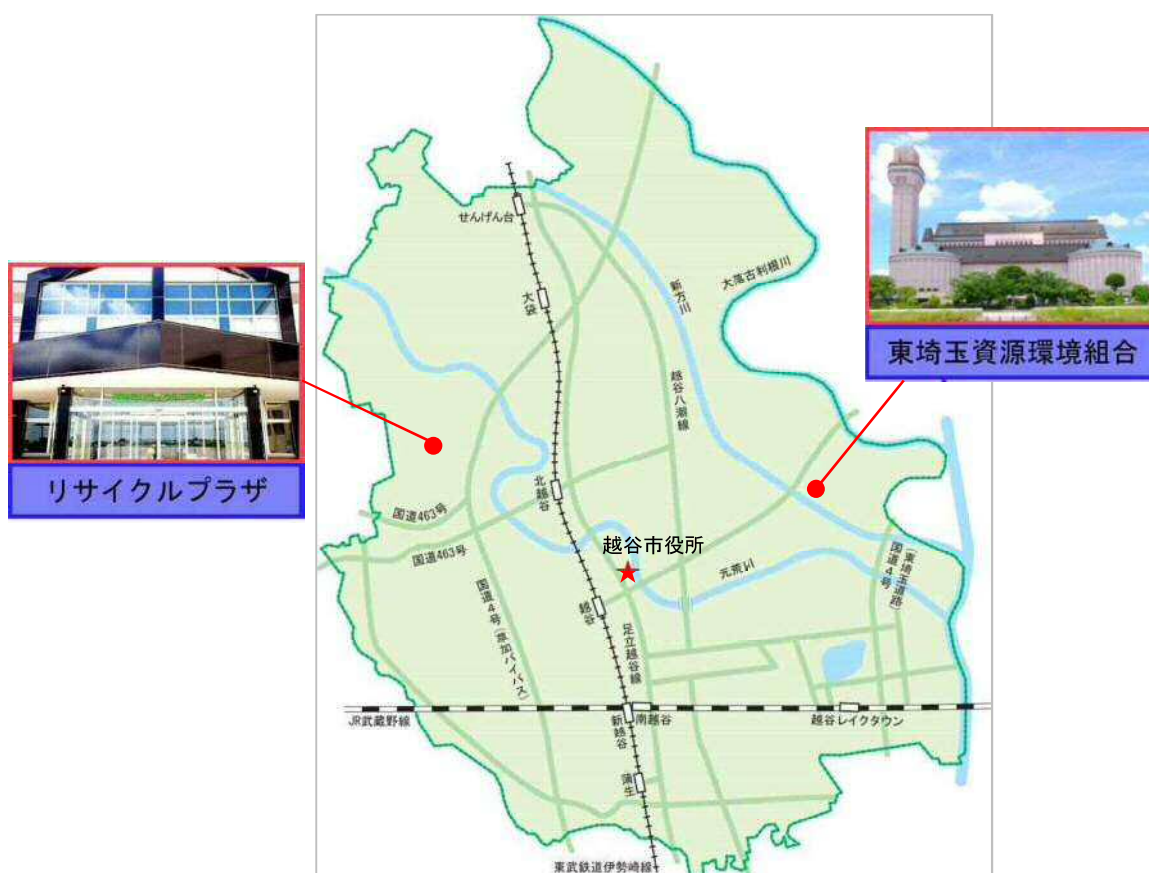 せんげん台
大袋
新方川
大落古利根川
東埼玉資源環境組合
越谷八潮線
リサイクルプラザ
北越谷
国道463号
国道463号
越谷市役所
元荒川
国道4号
(東埼玉道路)
越谷
国道4号(草加バイパス)
足立越谷線
JR武蔵野線
新越谷
南越谷
越谷レイクタウン
蒲生
東武鉄道伊勢崎線